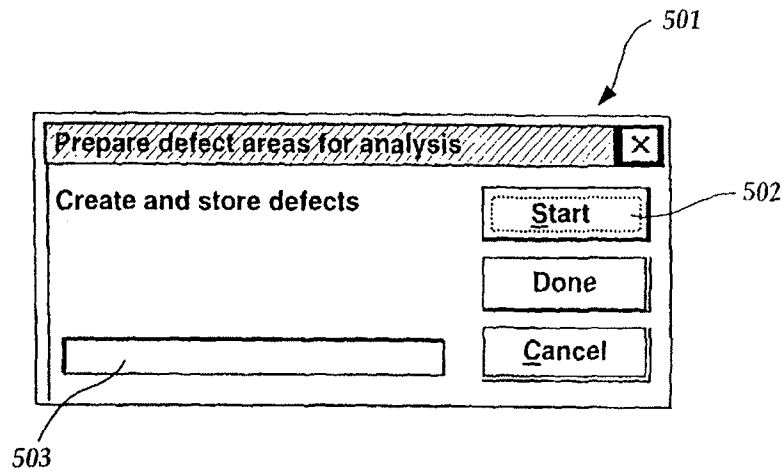 501
Prepare defect areas for analysis
Create and store defects
Start
502
Done
Cancel
503